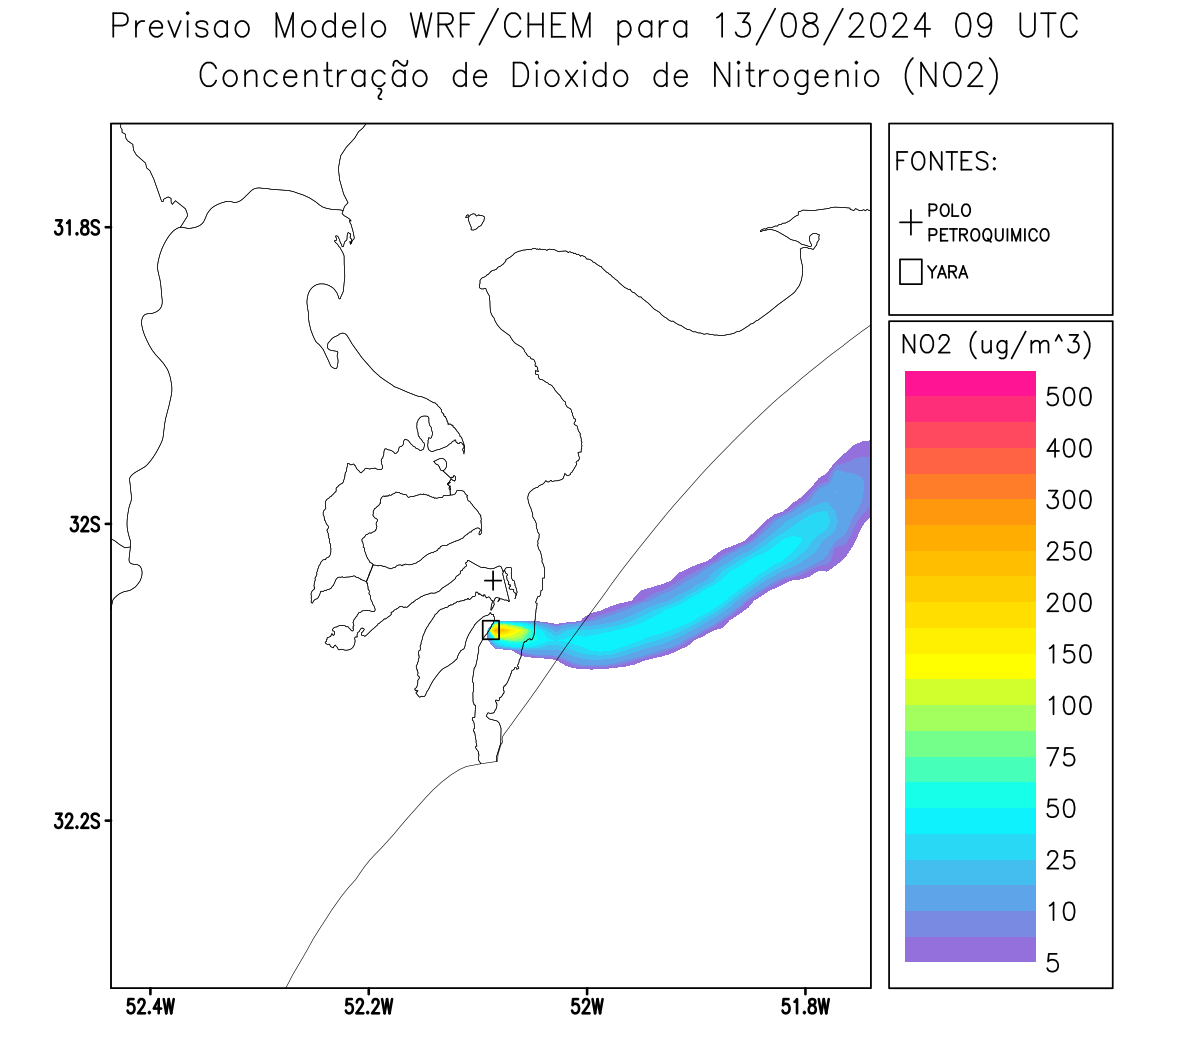 Previsao Modelo WRF/CHEM para 13/08/2024 09 UTC
Concentração de Dioxido de Nitrogenio (NO2)
FONTES:
POLO
PETROQUIMICO
YARA
31.8S
32S
32.2S
52.4W
52.2W
52W
51.8W
NO2 (ug/m^3)
500
400
300
250
200
150
100
75
50
25
10
5